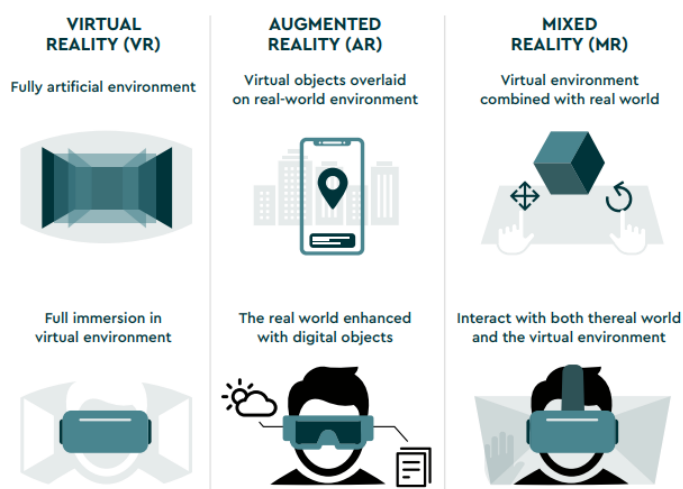 VIRTUAL
REALITY (VR)
Fully artificial environment
Full immersion in
virtual environment
AUGMENTED
REALITY (AR)
Virtual objects overlaid
on real-world environment
The real world enhanced
with digital objects
MIXED
REALITY (MR)
Virtual environment
combined with real world
Interact with both thereal world
and the virtual environment